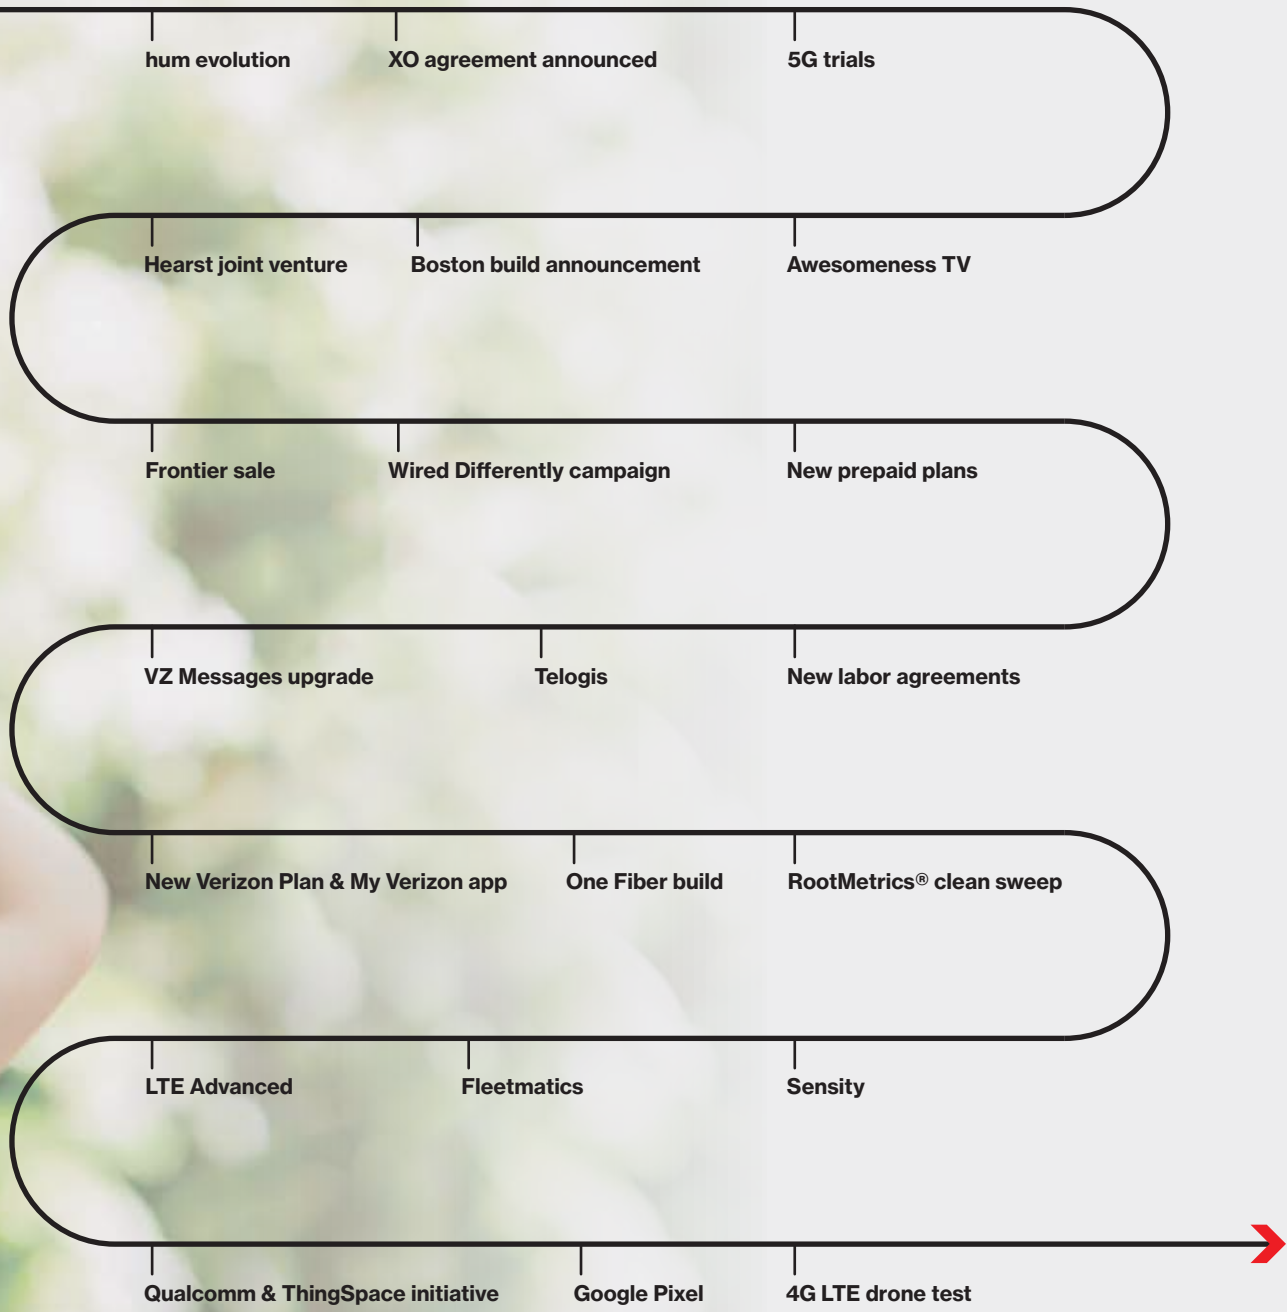 hum evolution
XO agreement announced
5G trials
Hearst joint venture
Boston build announcement
Awesomeness TV
Frontier sale
Wired Differently campaign
New prepaid plans
VZ Messages upgrade
Telogis
New labor agreements
New Verizon Plan & My Verizon app
One Fiber build
RootMetrics® clean sweep
LTE Advanced
Fleetmatics
Sensity
Qualcomm & ThingSpace initiative
Google Pixel
4G LTE drone test